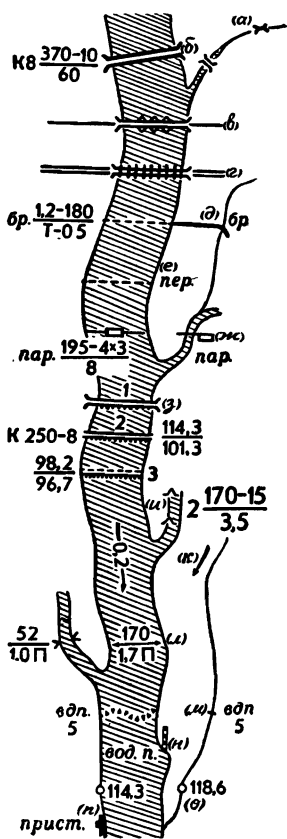 (а)
(б)
К8 370-10
60
(в)
(г)
бр. 1,2-180
Т-0 5
(д) бр.
(е)
пер.
пар. 195-4×3
8
(ж)
пар.
1
(з)
2
К 250-8
114,3
101,3
98,2
96,7
3
(и)
2 170-15
3,5
0,2
(к)
52
1.0 П
170
1,7 П
(л)
вдп.
5
(м) вдп
5
вод. п.
(н)
114,3
118,6
(п)
(о)
прист.